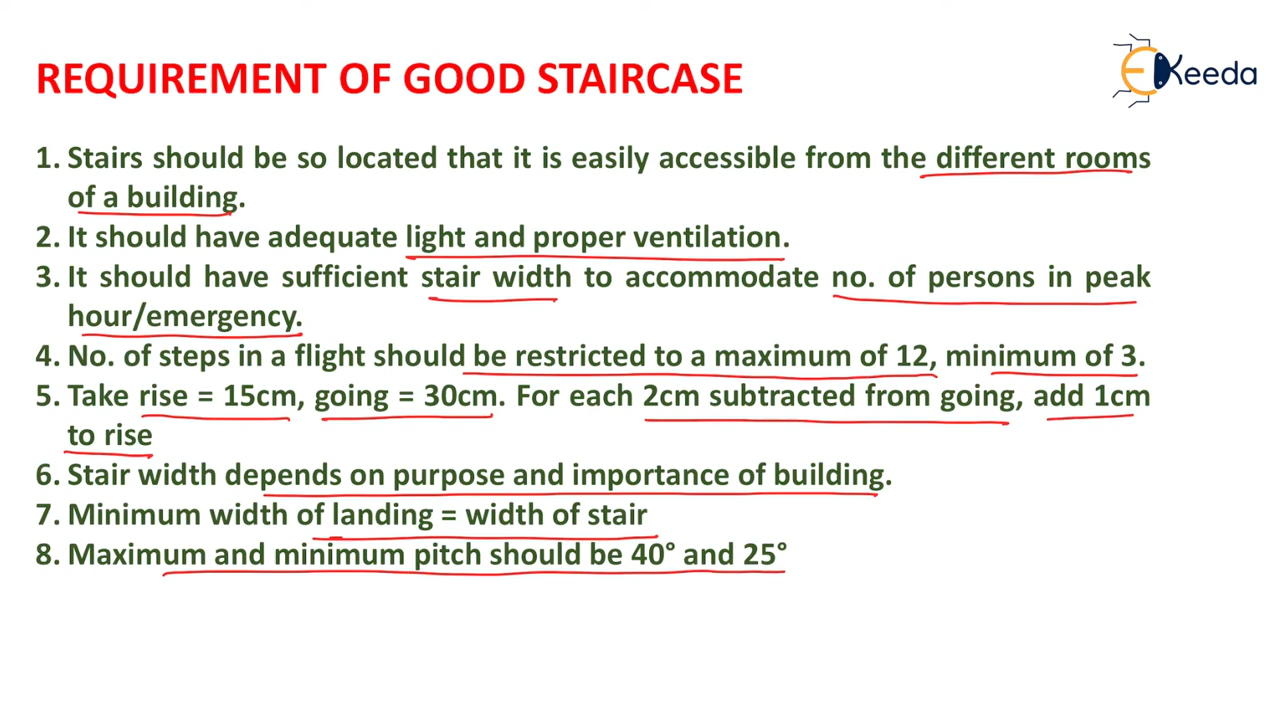 REQUIREMENT OF GOOD STAIRCASE
EKeeda
1. Stairs should be so located that it is easily accessible from the different rooms
of a building.
2. It should have adequate light and proper ventilation.
3. It should have sufficient stair width to accommodate no. of persons in peak
hour/emergency.
4. No. of steps in a flight should be restricted to a maximum of 12, minimum of 3.
5. Take rise = 15cm, going = 30cm. For each 2cm subtracted from going, add 1cm
to rise
6. Stair width depends on purpose and importance of building.
7. Minimum width of landing = width of stair
8. Maximum and minimum pitch should be 40° and 25°